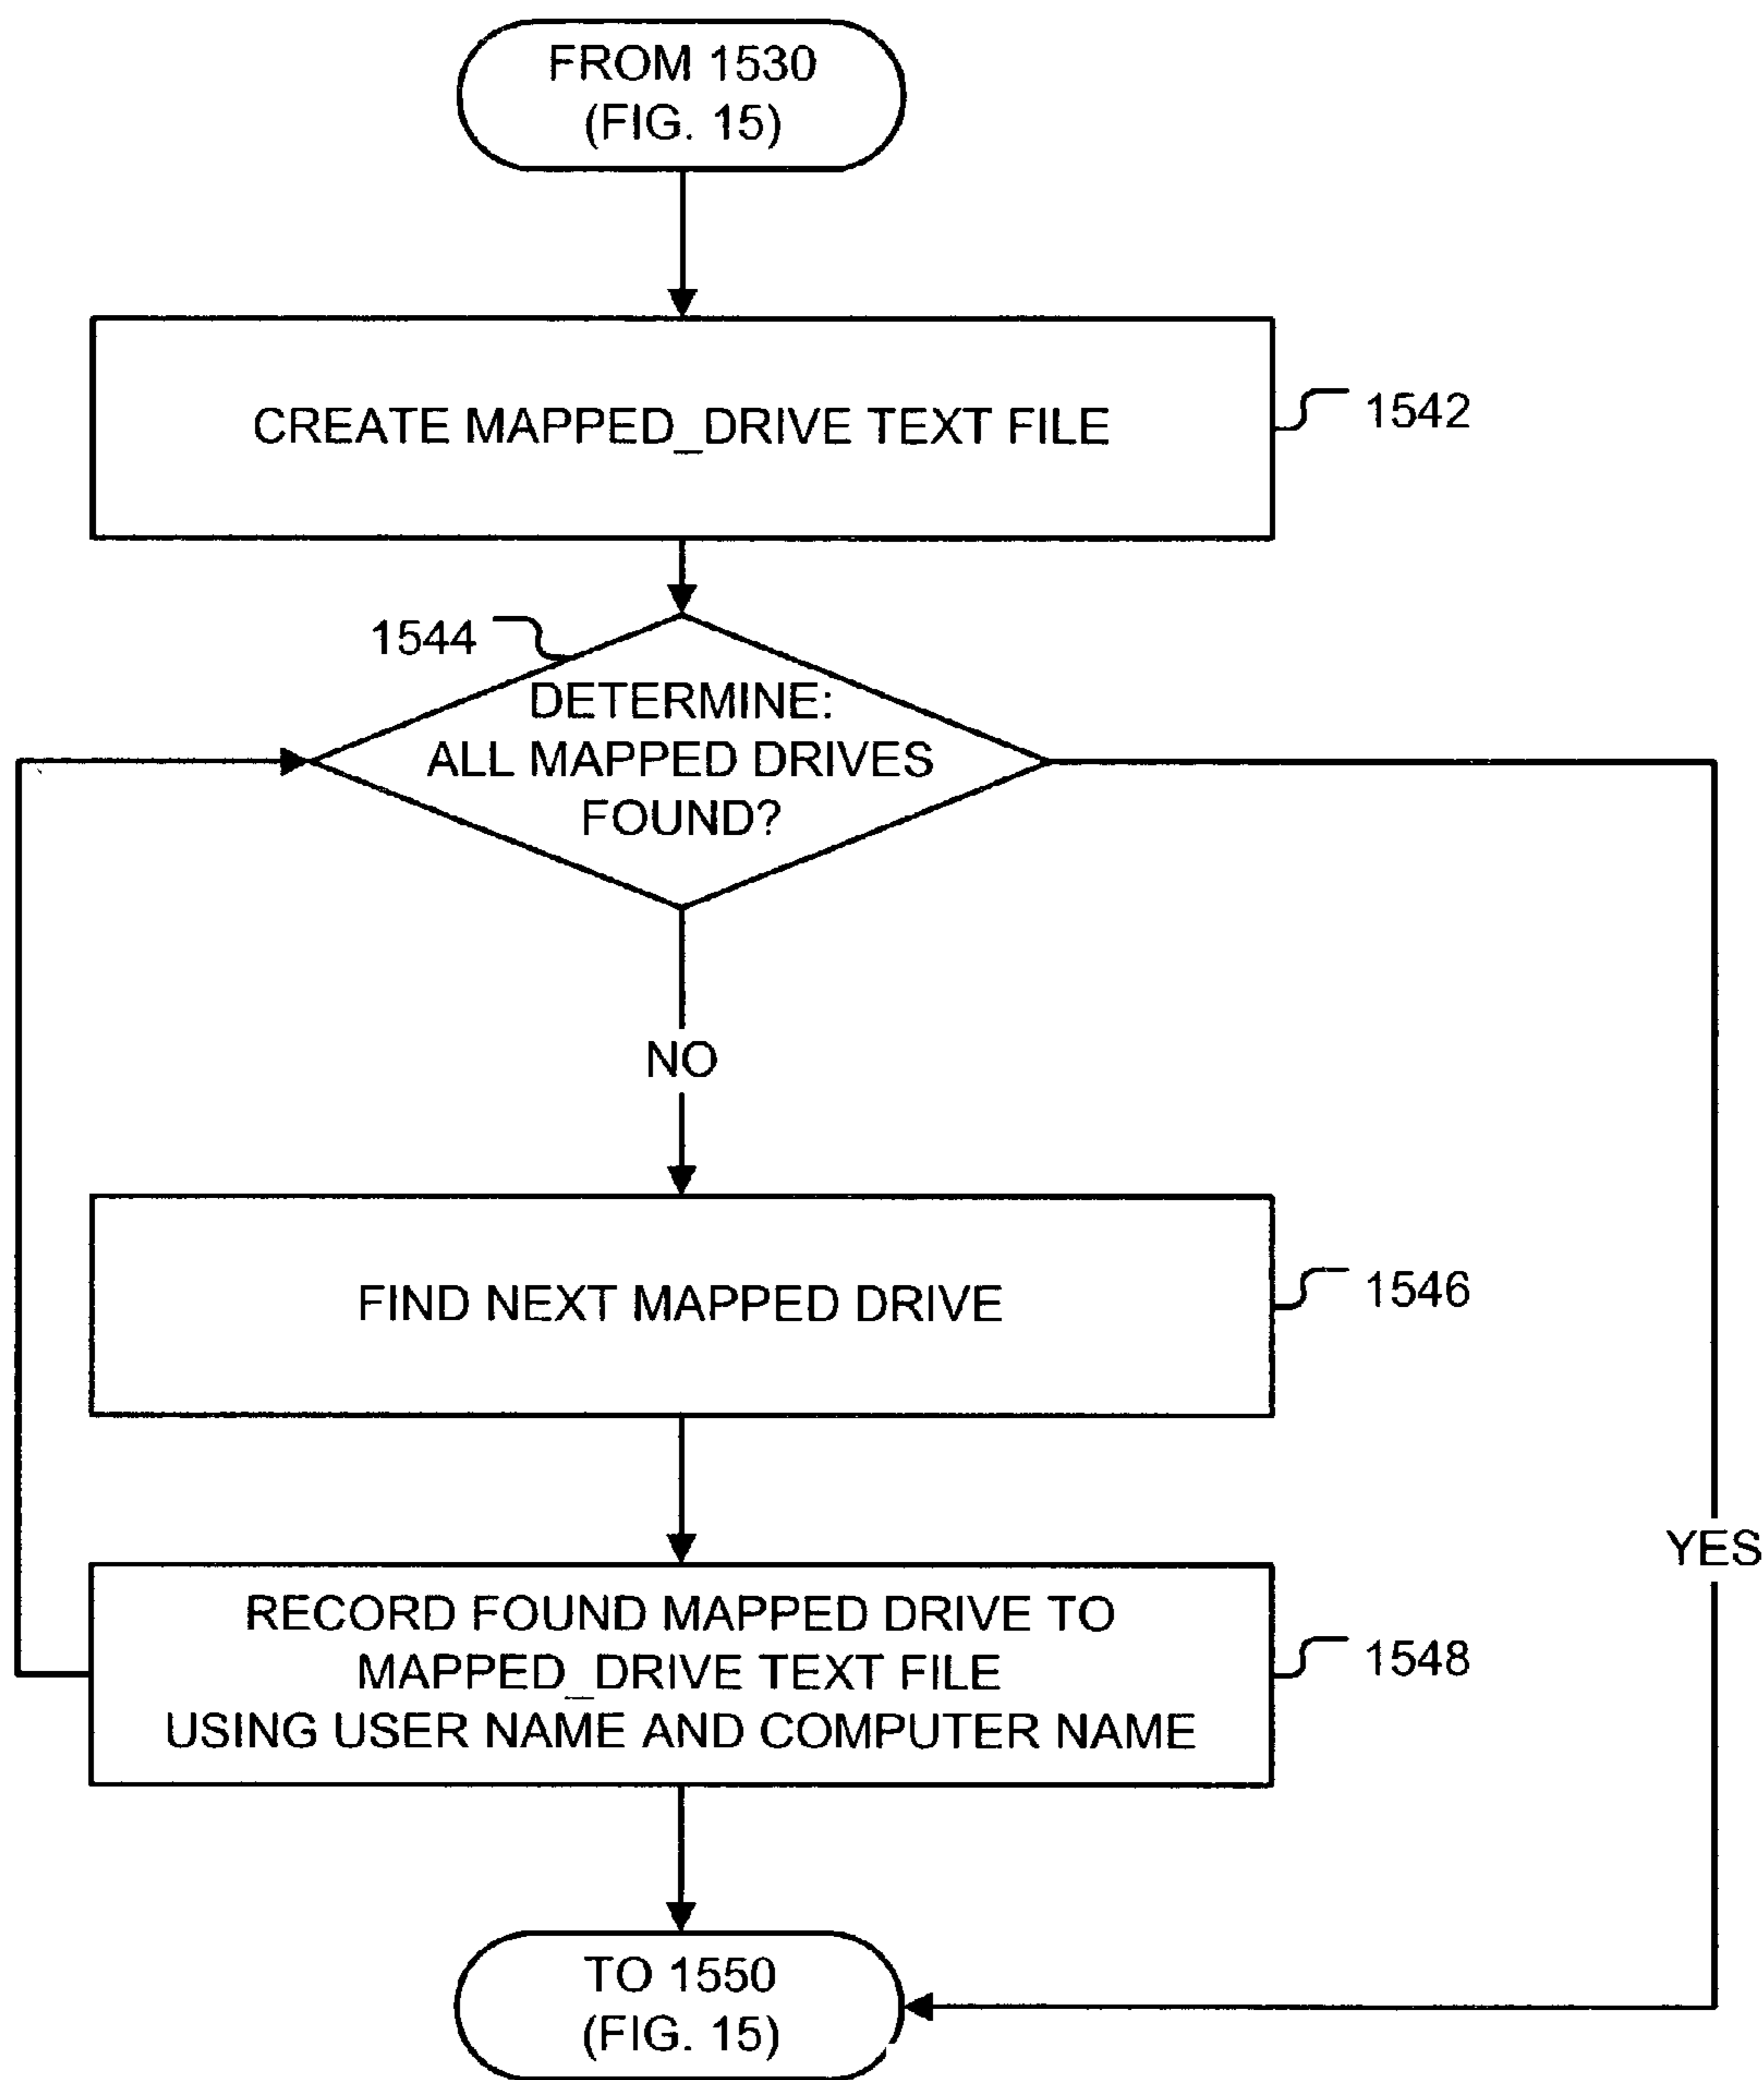 FROM 1530
(FIG. 15)
CREATE MAPPED_DRIVE TEXT FILE
1542
1544
DETERMINE:
ALL MAPPED DRIVES
FOUND?
NO
FIND NEXT MAPPED DRIVE
1546
YES
RECORD FOUND MAPPED DRIVE TO
MAPPED_DRIVE TEXT FILE
USING USER NAME AND COMPUTER NAME
1548
TO 1550
(FIG. 15)